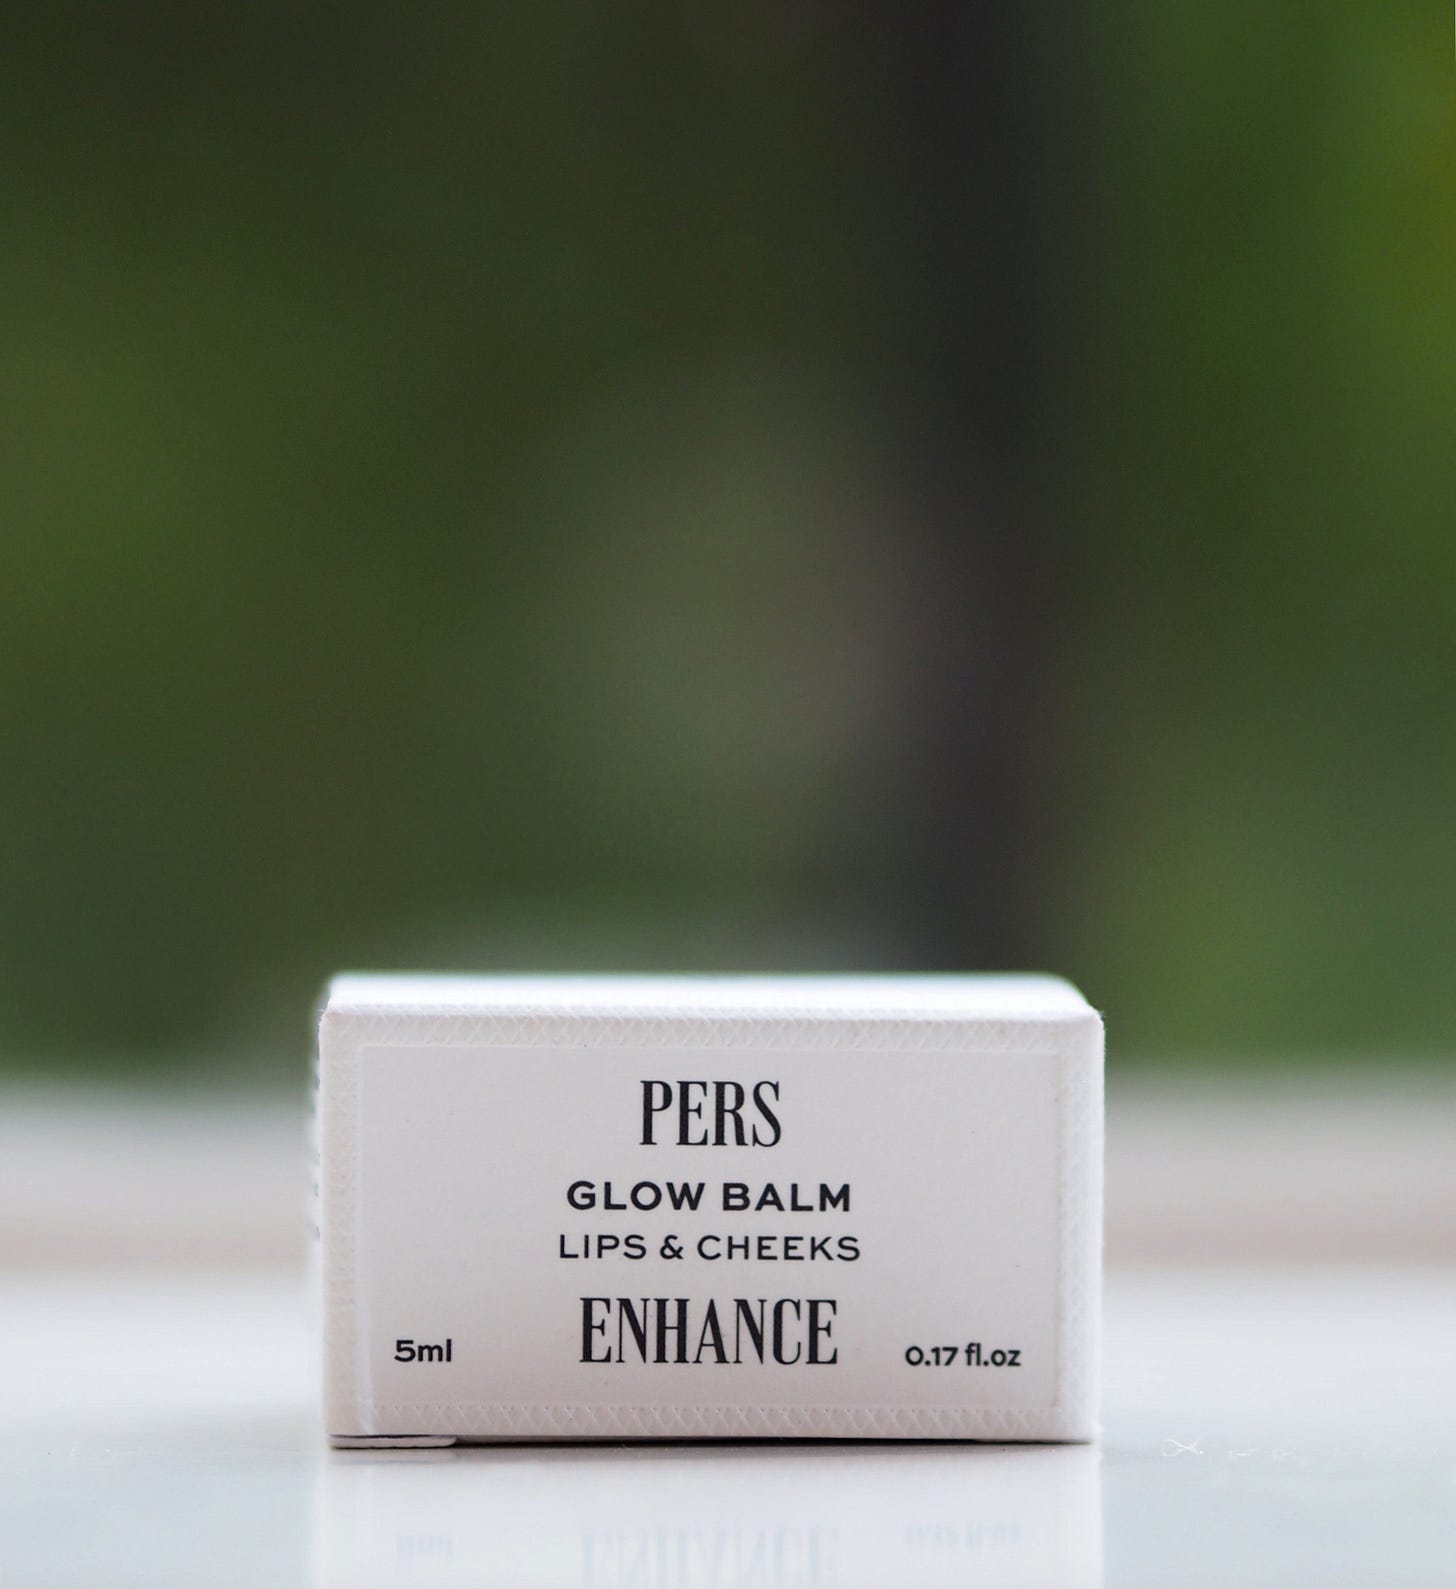 PERS
GLOW BALM
LIPS & CHEEKS
ENHANCE
5ml
0.17 fl.oz